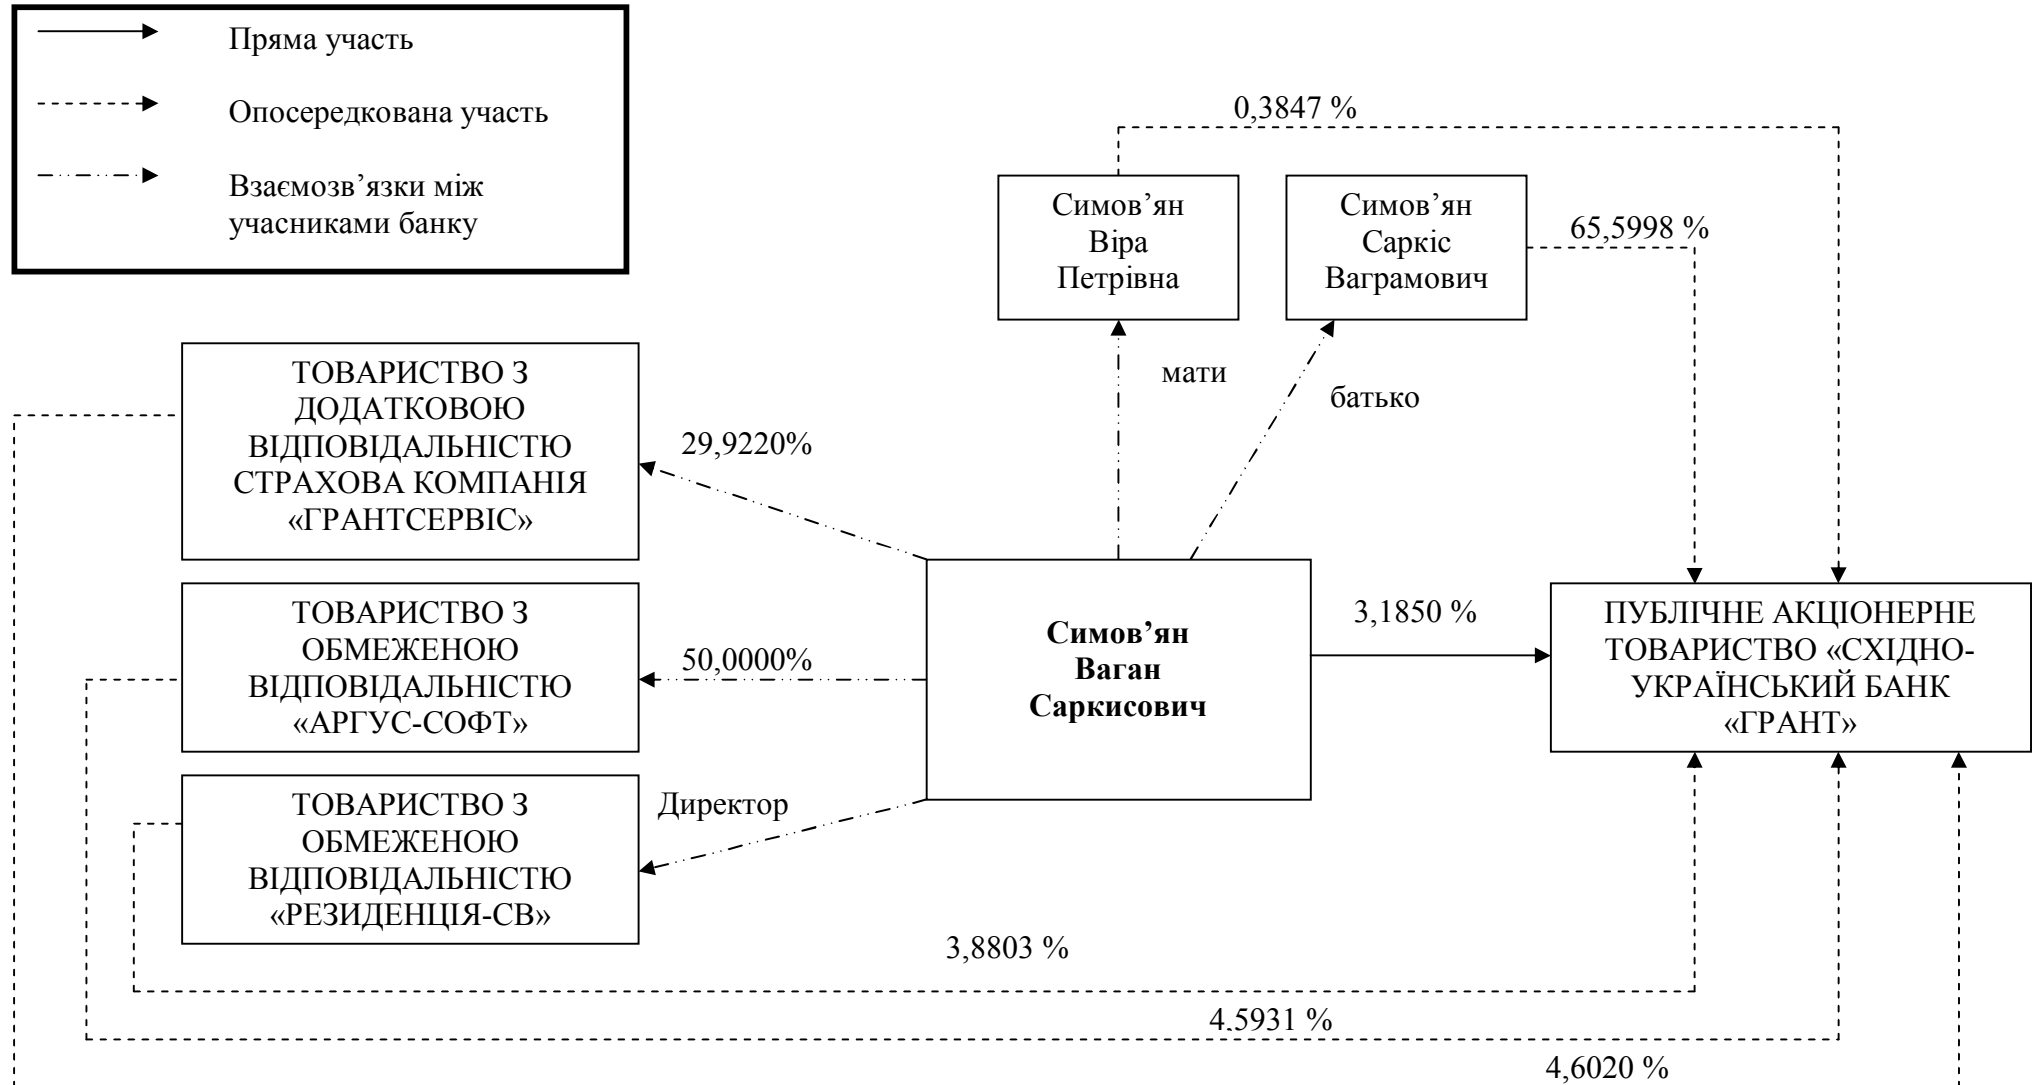 Пряма участь
Опосередкована участь
Взаємозв’язки між
учасниками банку
0,3847 %
Симов’ян
Віра
Петрівна
Симов’ян
Саркіс
Ваграмович
65,5998 %
мати
батько
ТОВАРИСТВО З
ДОДАТКОВОЮ
ВІДПОВІДАЛЬНІСТЮ
СТРАХОВА КОМПАНІЯ
«ГРАНТСЕРВІС»
29,9220%
ТОВАРИСТВО З
ОБМЕЖЕНОЮ
ВІДПОВІДАЛЬНІСТЮ
«АРГУС-СОФТ»
50,0000%
Симов’ян
Ваган
Саркисович
3,1850 %
ПУБЛІЧНЕ АКЦІОНЕРНЕ
ТОВАРИСТВО «СХІДНО-
УКРАЇНСЬКИЙ БАНК
«ГРАНТ»
ТОВАРИСТВО З
ОБМЕЖЕНОЮ
ВІДПОВІДАЛЬНІСТЮ
«РЕЗИДЕНЦІЯ-СВ»
Директор
3,8803 %
4,5931 %
4,6020 %